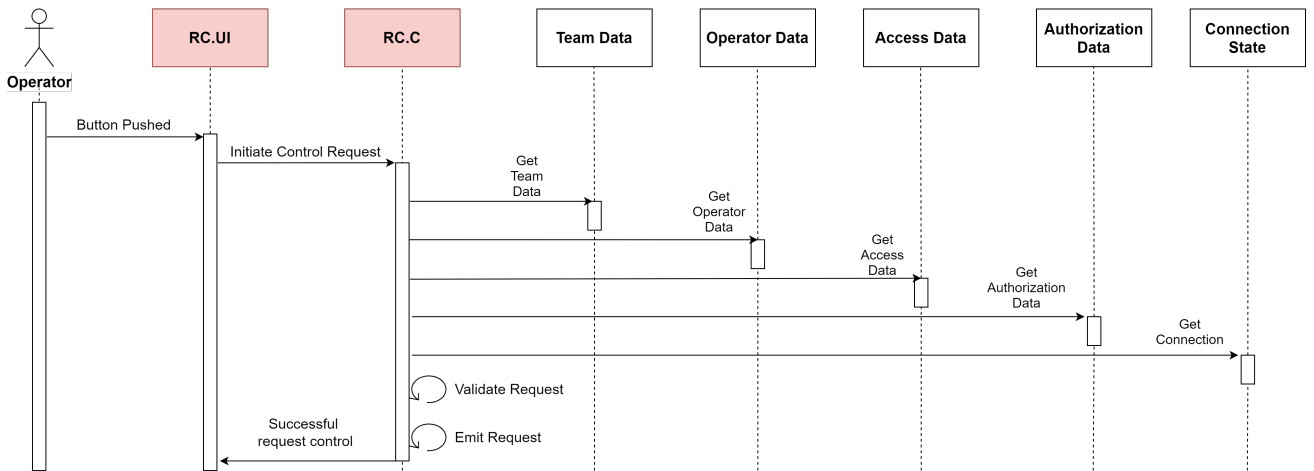 RC.UI
RC.C
Team Data
Operator Data
Access Data
Authorization
Data
Connection
State
Operator
Button Pushed
Initiate Control Request
Get
Team
Data
Get
Operator
Data
Get
Access
Data
Get
Authorization
Data
Get
Connection
Validate Request
Successful
request control
Emit Request